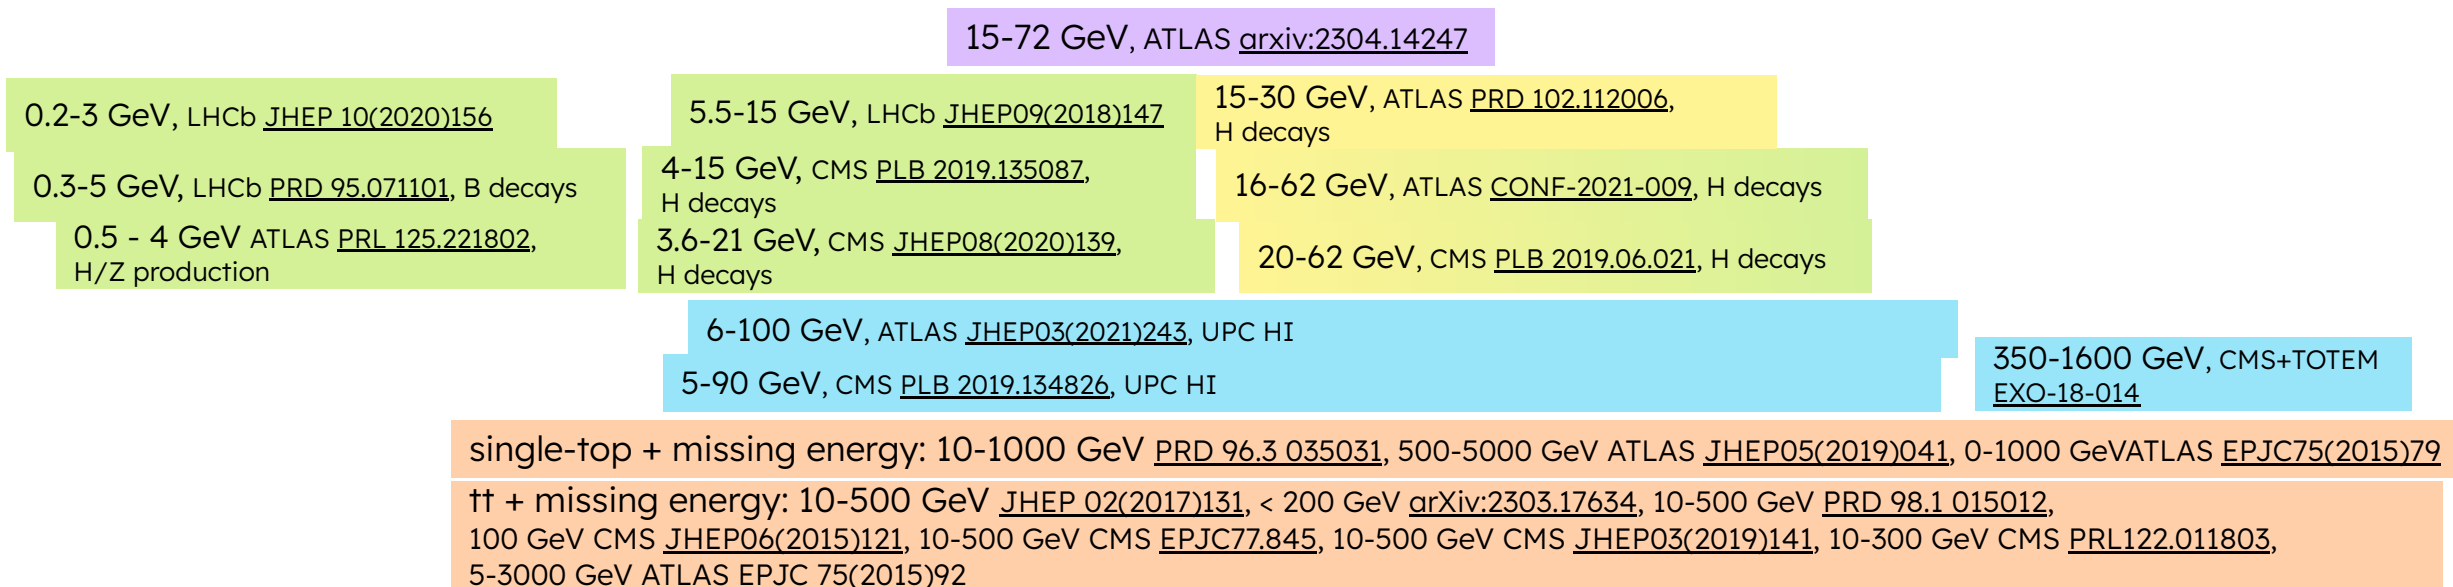 15-72 GeV, ATLAS arxiv:2304.14247
0.2-3 GeV, LHCb JHEP 10(2020)156
5.5-15 GeV, LHCb JHEP09(2018)147
15-30 GeV, ATLAS PRD 102.112006,
H decays
0.3-5 GeV, LHCb PRD 95.071101, B decays
4-15 GeV, CMS PLB 2019.135087,
H decays
16-62 GeV, ATLAS CONF-2021-009, H decays
0.5 - 4 GeV ATLAS PRL 125.221802,
H/Z production
3.6-21 GeV, CMS JHEP08(2020)139,
H decays
20-62 GeV, CMS PLB 2019.06.021, H decays
6-100 GeV, ATLAS JHEP03(2021)243, UPC HI
5-90 GeV, CMS PLB 2019.134826, UPC HI
350-1600 GeV, CMS+TOTEM
EXO-18-014
single-top + missing energy: 10-1000 GeV PRD 96.3 035031, 500-5000 GeV ATLAS JHEP05(2019)041, 0-1000 GeVATLAS EPJC75(2015)79
tt + missing energy: 10-500 GeV JHEP 02(2017)131, < 200 GeV arXiv:2303.17634, 10-500 GeV PRD 98.1 015012,
100 GeV CMS JHEP06(2015)121, 10-500 GeV CMS EPJC77.845, 10-500 GeV CMS JHEP03(2019)141, 10-300 GeV CMS PRL122.011803,
5-3000 GeV ATLAS EPJC 75(2015)92